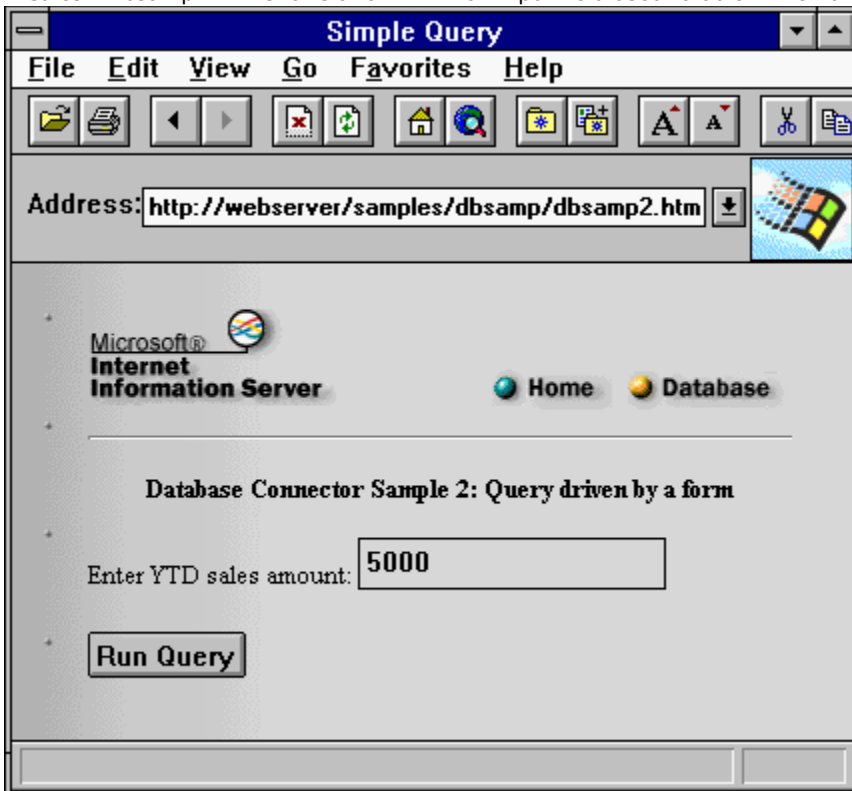 Simple Query
File Edit View Go Favorites Help
A A
Address: http://webserver/samples/dbsamp/dbsamp2.htm
Microsoft®
Internet
Information Server
Home Database
Database Connector Sample 2: Query driven by a form
Enter YTD sales amount: 5000
Run Query